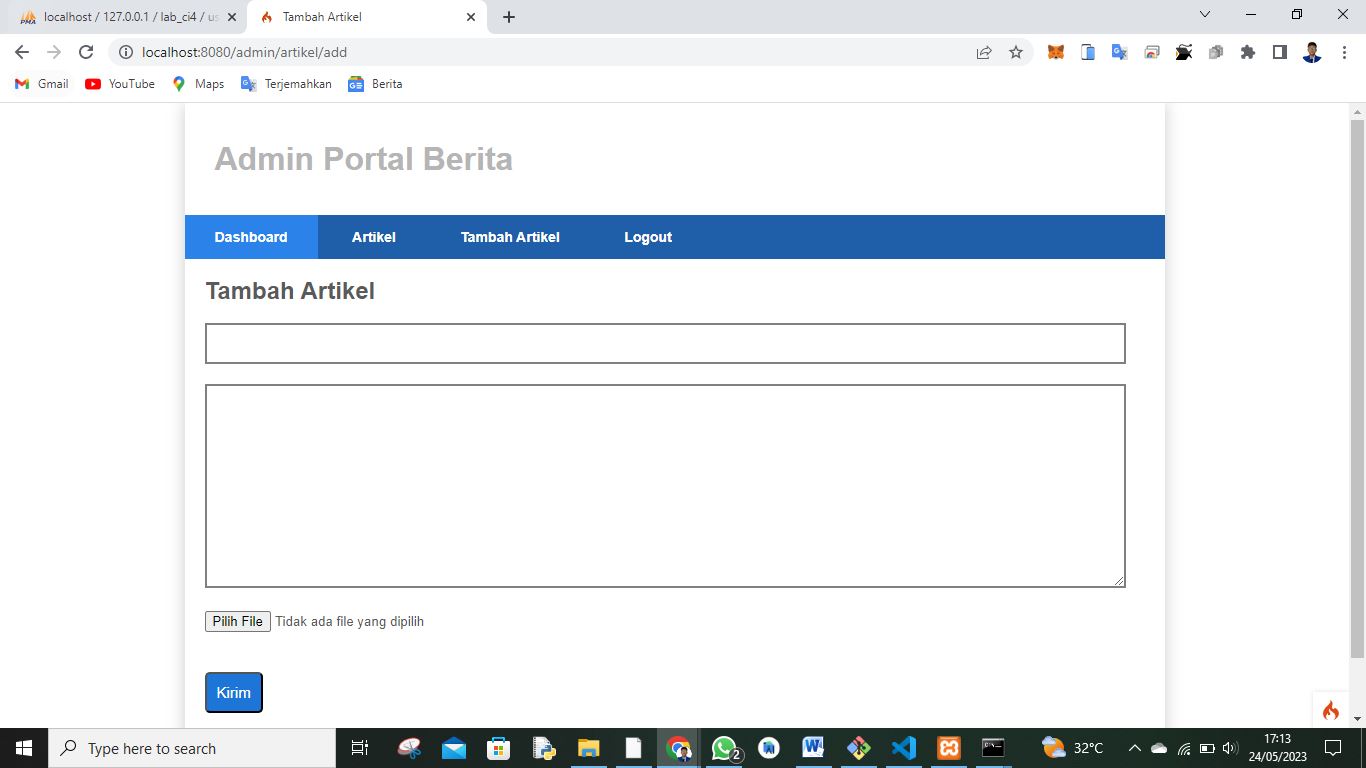 localhost / 127.0.0.1 / lab_ci4 / us
Tambah Artikel
localhost:8080/admin/artikel/add
Gmail YouTube Maps Terjemahkan Berita
Admin Portal Berita
Dashboard Artikel Tambah Artikel Logout
Tambah Artikel
Pilih File Tidak ada file yang dipilih
Kirim
Type here to search
2
32°C
17:13
24/05/2023